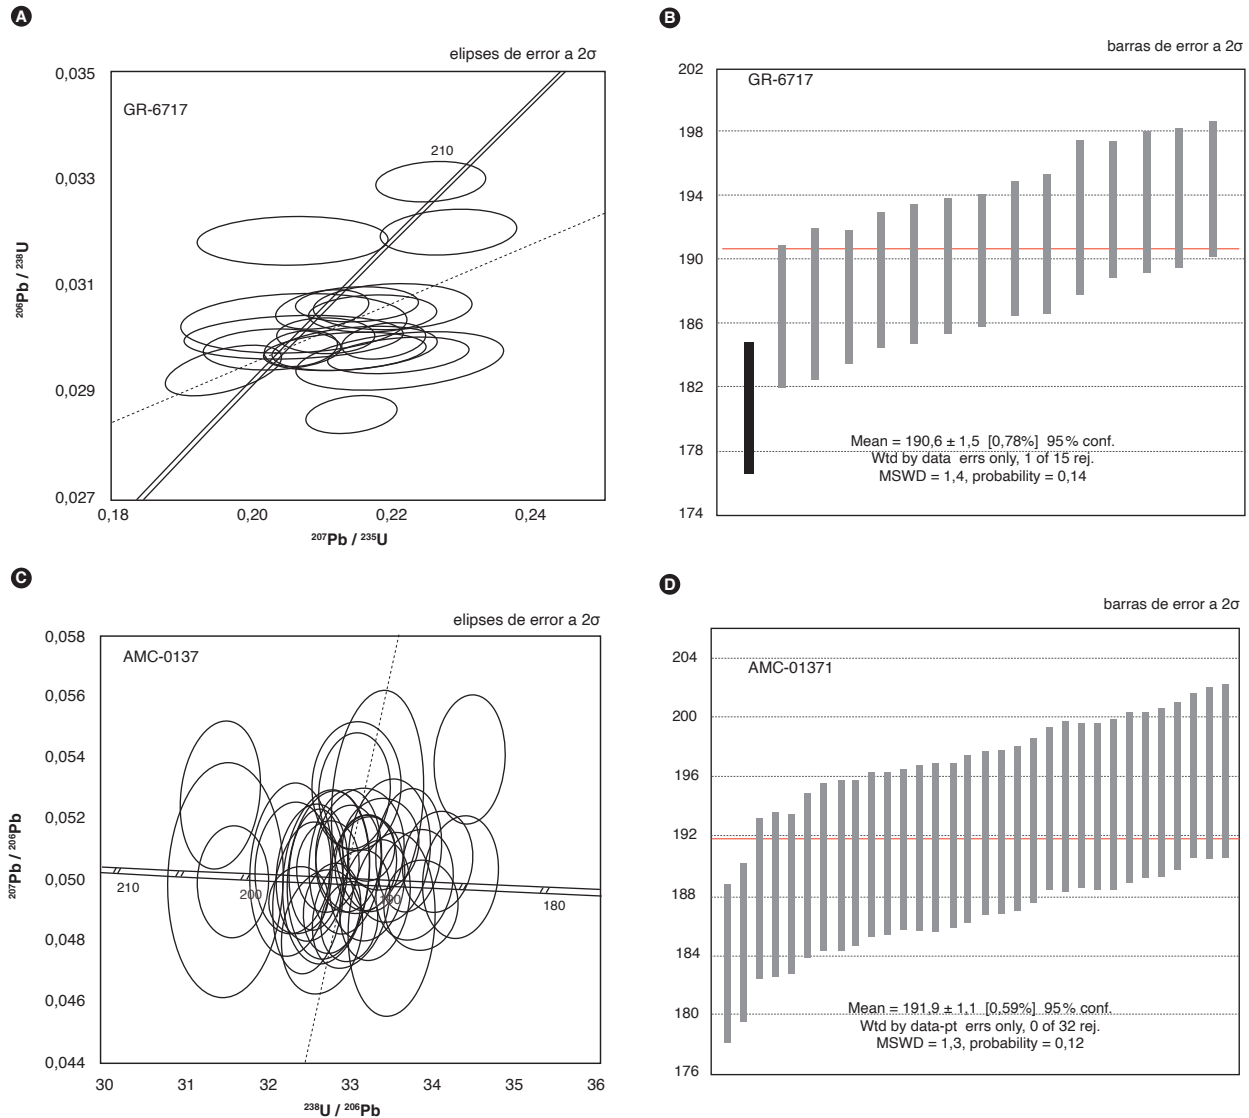 A
elipses de error a 2σ
GR-6717
0,035
0,033
0,031
0,029
0,027
210
0,18
0,20
0,22
0,24
206Pb / 238U
207Pb / 235U
B
barras de error a 2σ
GR-6717
202
198
194
190
186
182
178
174
Mean = 190,6 ± 1,5 [0,78%] 95% conf.
Wtd by data errs only, 1 of 15 rej.
MSWD = 1,4, probability = 0,14
C
elipses de error a 2σ
AMC-0137
0,058
0,056
0,054
0,052
0,050
0,048
0,046
0,044
210
200
190
180
30
31
32
33
34
35
36
207Pb / 206Pb
238U / 206Pb
D
barras de error a 2σ
AMC-01371
204
200
196
192
188
184
180
176
Mean = 191,9 ± 1,1 [0,59%] 95% conf.
Wtd by data-pt errs only, 0 of 32 rej.
MSWD = 1,3, probability = 0,12